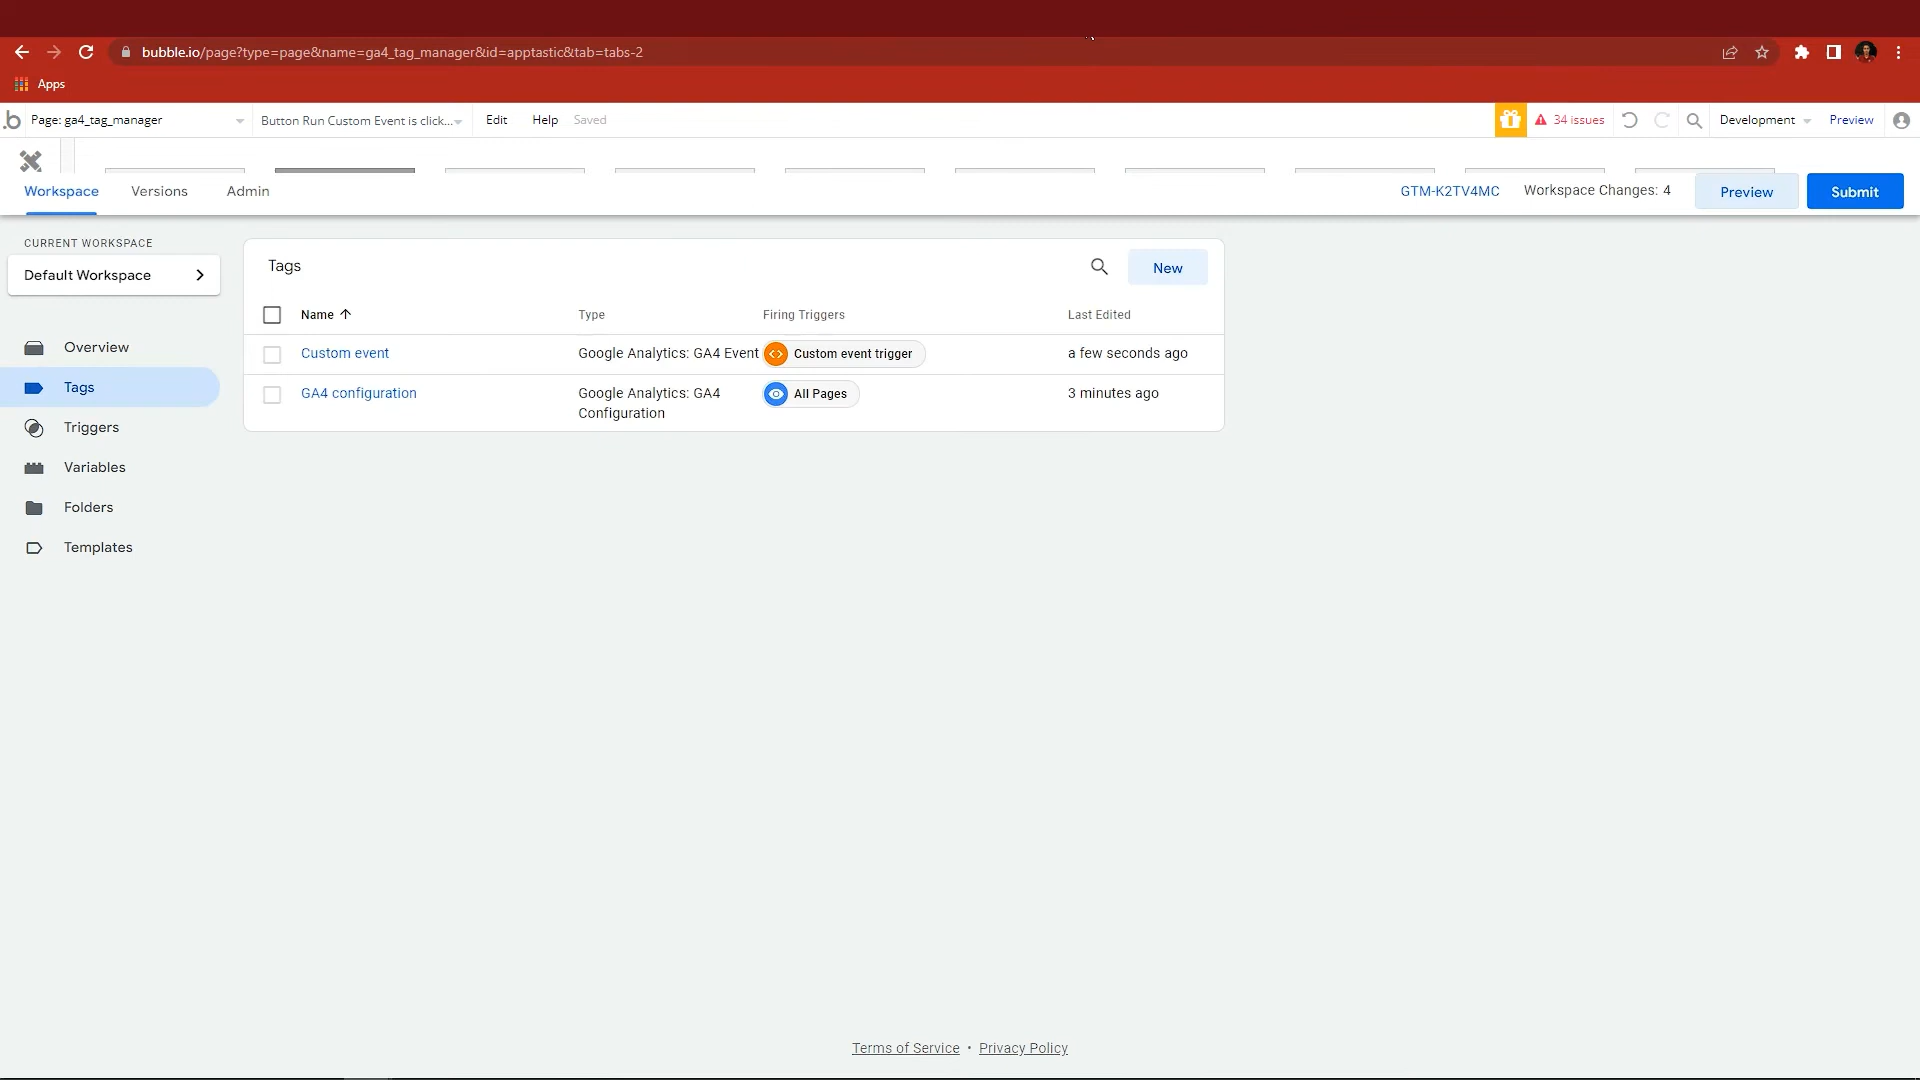 bubble.io/page?type=page&name=ga4_tag_manager&id=apptastic&tab=tabs-2
Apps
Page: ga4_tag_manager
Button Run Custom Event is click...
Edit
Help
Saved
34 issues
Development
Preview
Workspace
Versions
Admin
GTM-K2TV4MC
Workspace Changes: 4
Preview
Submit
CURRENT WORKSPACE
Default Workspace
Overview
Tags
Triggers
Variables
Folders
Templates
Tags
New
Name
Type
Firing Triggers
Last Edited
Custom event
Google Analytics: GA4 Event
Custom event trigger
a few seconds ago
GA4 configuration
Google Analytics: GA4
Configuration
All Pages
3 minutes ago
Terms of Service • Privacy Policy